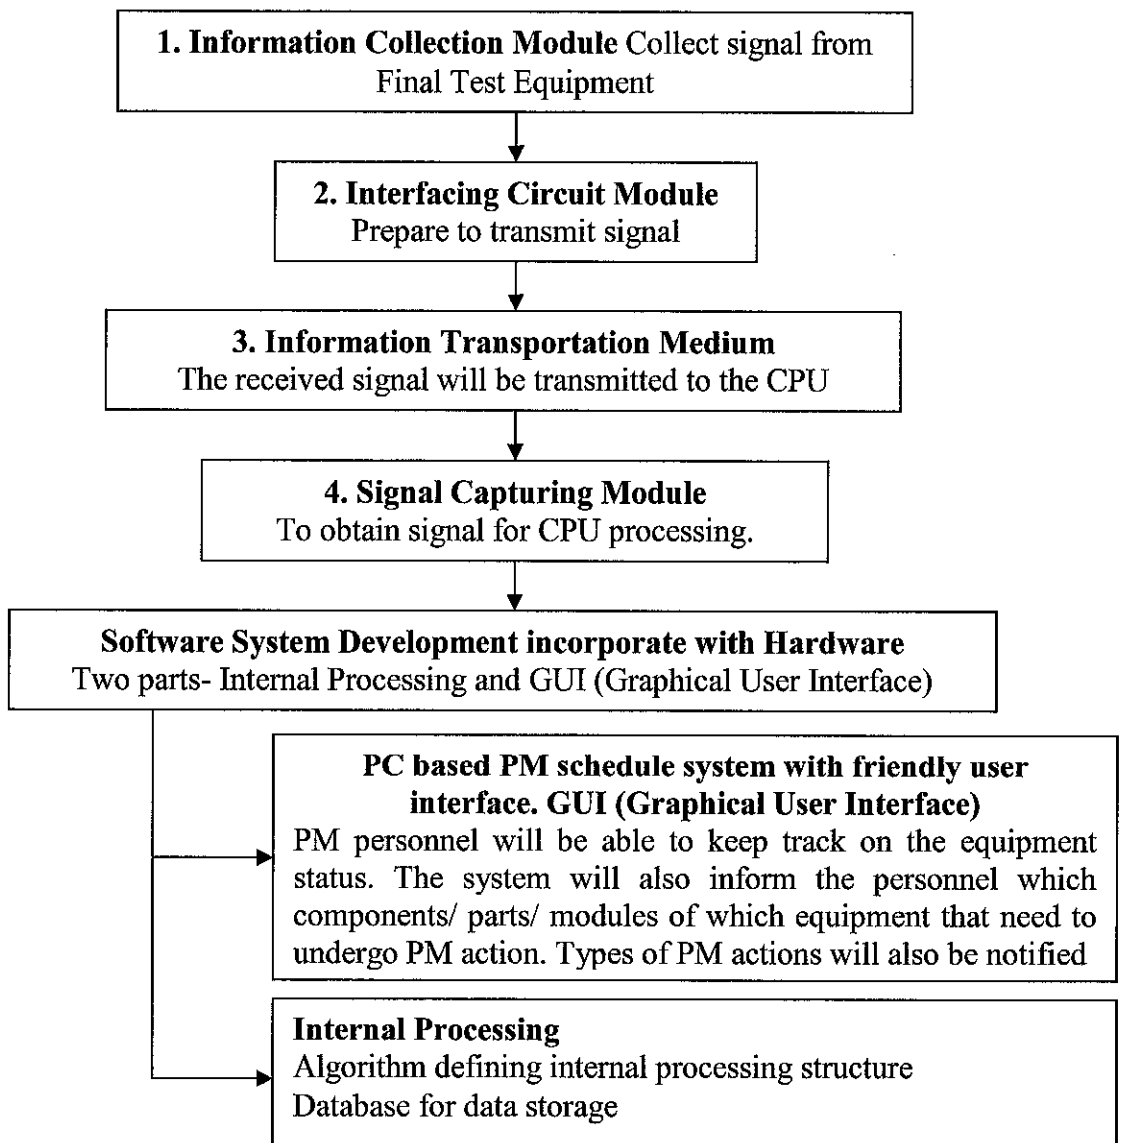 1. Information Collection Module Collect signal from
Final Test Equipment
2. Interfacing Circuit Module
Prepare to transmit signal
3. Information Transportation Medium
The received signal will be transmitted to the CPU
4. Signal Capturing Module
To obtain signal for CPU processing.
Software System Development incorporate with Hardware
Two parts- Internal Processing and GUI (Graphical User Interface)
PC based PM schedule system with friendly user
interface. GUI (Graphical User Interface)
PM personnel will be able to keep track on the equipment
status. The system will also inform the personnel which
components/ parts/ modules of which equipment that need to
undergo PM action. Types of PM actions will also be notified
Internal Processing
Algorithm defining internal processing structure
Database for data storage